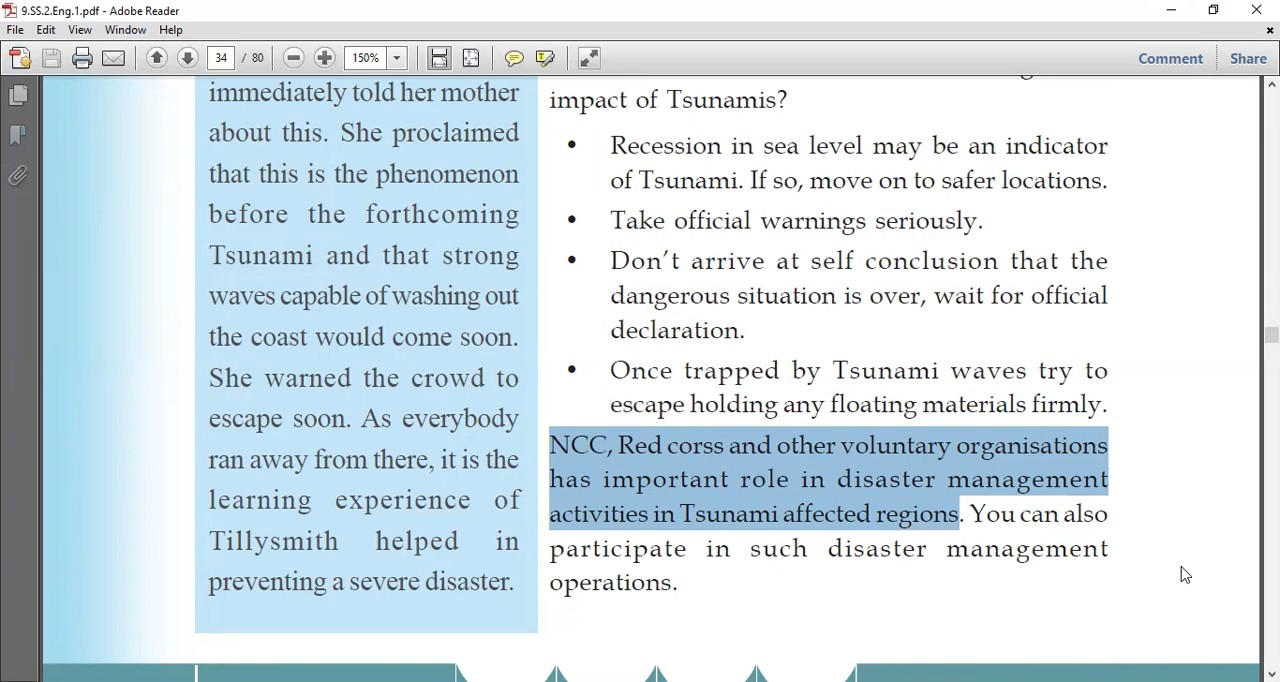 9.SS.2.Eng.1.pdf - Adobe Reader
File Edit View Window Help
34 / 80 150% Comment Share
immediately told her mother
about this. She proclaimed
that this is the phenomenon
before the forthcoming
Tsunami and that strong
waves capable of washing out
the coast would come soon.
She warned the crowd to
escape soon. As everybody
ran away from there, it is the
learning experience of
Tillysmith helped in
preventing a severe disaster.
impact of Tsunamis?
• Recession in sea level may be an indicator
of Tsunami. If so, move on to safer locations.
• Take official warnings seriously.
• Don't arrive at self conclusion that the
dangerous situation is over, wait for official
declaration.
• Once trapped by Tsunami waves try to
escape holding any floating materials firmly.
NCC, Red corss and other voluntary organisations
has important role in disaster management
activities in Tsunami affected regions. You can also
participate in such disaster management
operations.